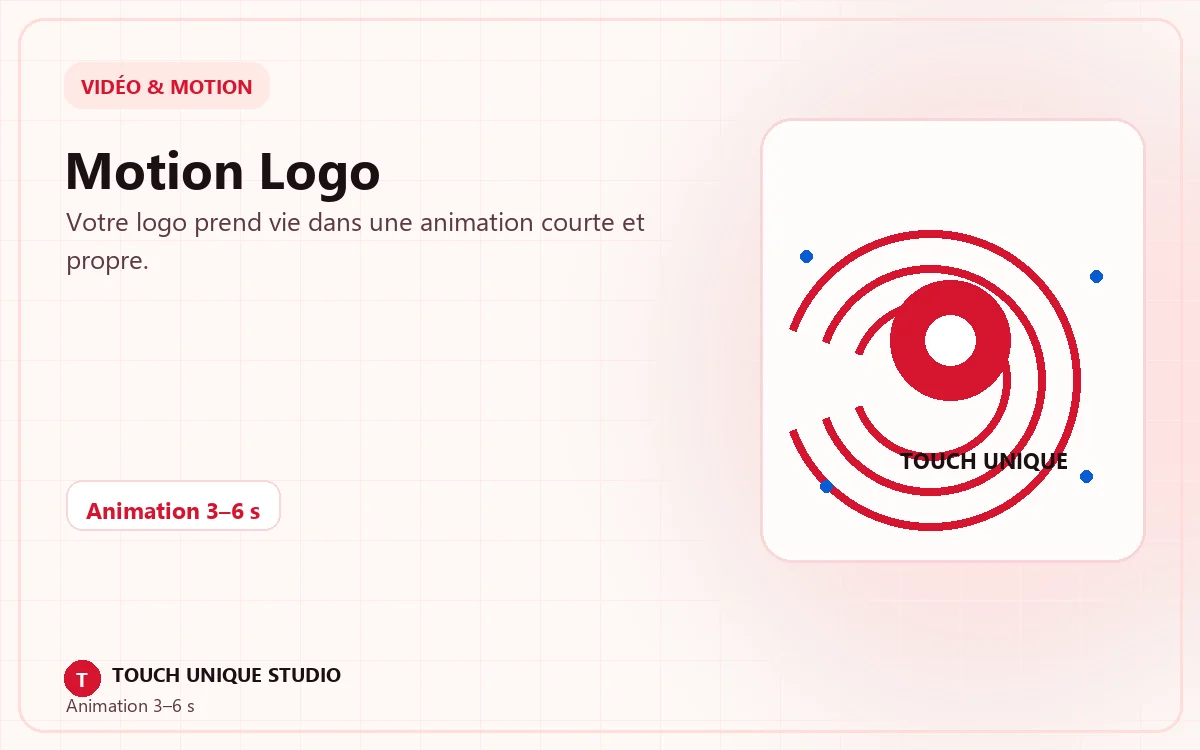 VIDÉO & MOTION
Motion Logo
Votre logo prend vie dans une animation courte et
propre.
TOUCH UNIQUE
Animation 3–6 s
T TOUCH UNIQUE STUDIO
Animation 3–6 s